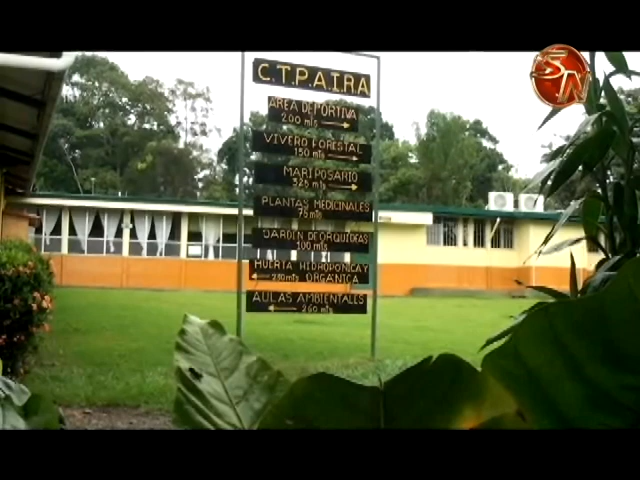 SN
C.T.P.A.I.R.A
AREA DEPORTIVA
200 mts
VIVERO FORESTAL
150 mts
MARIPOSARIO
325 mts
PLANTAS MEDICINALES
75 mts
JARDIN DE ORQUIDEAS
100 mts
HUERTA HIDROPONICA Y
250 mts ORGANICA
AULAS AMBIENTALES
260 mts